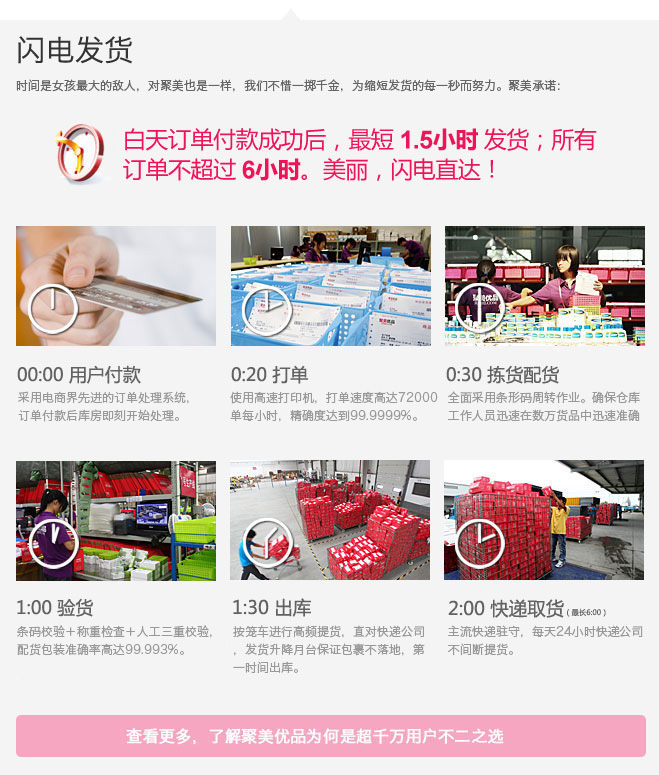 闪电发货
时间是女孩最大的敌人，对聚美也是一样，我们不惜一掷千金，为缩短发货的每一秒而努力。聚美承诺：
白天订单付款成功后，最短 1.5小时 发货；所有
订单不超过 6小时。美丽，闪电直达！
00:00 用户付款
采用电商界先进的订单处理系统，
订单付款后库房即刻开始处理。
0:20 打单
使用高速打印机，打单速度高达72000
单每小时，精确度达到99.9999%。
0:30 拣货配货
全面采用条形码周转作业。确保仓库
工作人员迅速在数万货品中迅速准确
1:00 验货
条码校验＋称重检查＋人工三重校验，
配货包装准确率高达99.993%。
1:30 出库
按笼车进行高频提货，直对快递公司
，发货升降月台保证包裹不落地，第
一时间出库。
2:00 快递取货（最长6:00）
主流快递驻守，每天24小时快递公司
不间断提货。
查看更多，了解聚美优品为何是超千万用户不二之选